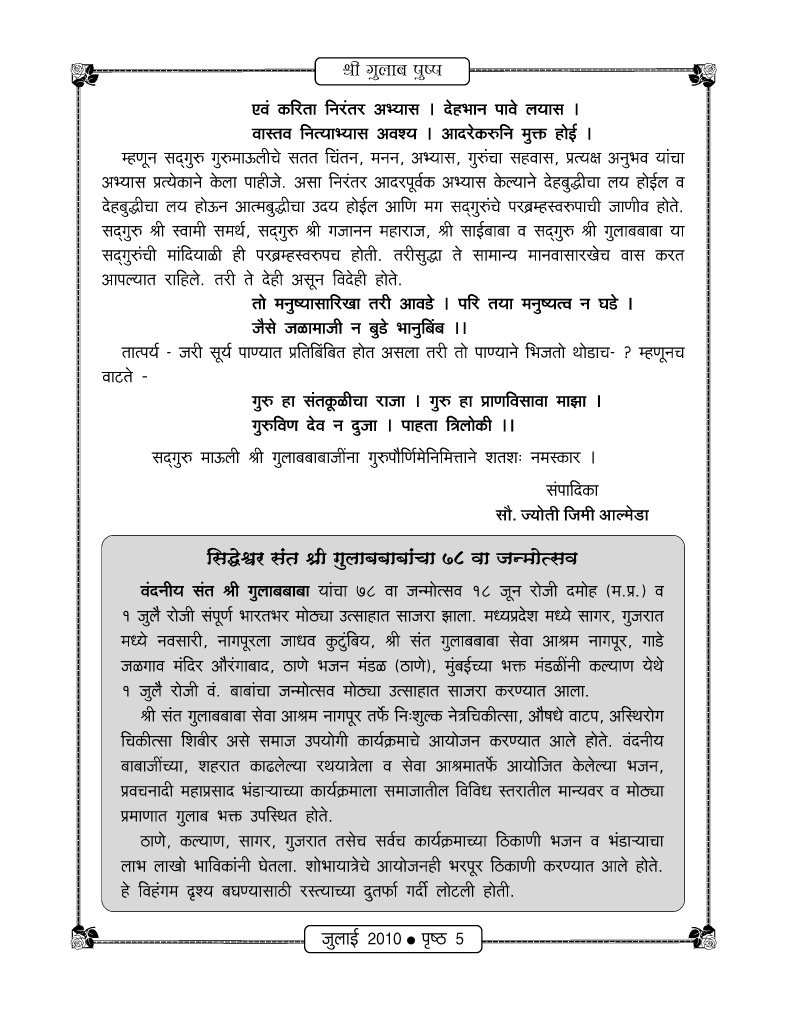 श्री गुलाब पुष्प
एवं करिता निरंतर अभ्यास । देहभान पावे लयास ।
वास्तव नित्याभ्यास अवश्य । आदरेकरुनि मुक्त होई ।
म्हणून सद्‌गुरु गुरुमाऊलीचे सतत चिंतन, मनन, अभ्यास, गुरुंचा सहवास, प्रत्यक्ष अनुभव यांचा
अभ्यास प्रत्येकाने केला पाहीजे. असा निरंतर आदरपूर्वक अभ्यास केल्याने देहबुद्धीचा लय होईल व
देहबुद्धीचा लय होऊन आत्मबुद्धीचा उदय होईल आणि मग सद्‌गुरुंचे परब्रम्हस्वरुपाची जाणीव होते.
सद्‌गुरु श्री स्वामी समर्थ, सद्‌गुरु श्री गजानन महाराज, श्री साईबाबा व सद्‌गुरु श्री गुलाबबाबा या
सद्‌गुरुंची मांदियाळी ही परब्रम्हस्वरुपच होती. तरीसुद्धा ते सामान्य मानवासारखेच वास करत
आपल्यात राहिले. तरी ते देही असून विदेही होते.
तो मनुष्यासारिखा तरी आवडे । परि तया मनुष्यत्व न घडे ।
जैसे जळामाजी न बुडे भानुबिंब ।।
तात्पर्य - जरी सूर्य पाण्यात प्रतिबिंबित होत असला तरी तो पाण्याने भिजतो थोडाच- ? म्हणूनच
वाटते -
गुरु हा संतकूळीचा राजा । गुरु हा प्राणविसावा माझा ।
गुरुविण देव न दुजा । पाहता त्रिलोकी ।।
सद्‌गुरु माऊली श्री गुलाबबाबाजींना गुरुपौर्णिमेनिमित्ताने शतशः नमस्कार ।
संपादिका
सौ. ज्योती जिमी आल्मेडा
सिद्धेश्वर संत श्री गुलाबबाबांचा ७८ वा जन्मोत्सव
वंदनीय संत श्री गुलाबबाबा यांचा ७८ वा जन्मोत्सव १८ जून रोजी दमोह (म.प्र.) व
१ जुलै रोजी संपूर्ण भारतभर मोठ्या उत्साहात साजरा झाला. मध्यप्रदेश मध्ये सागर, गुजरात
मध्ये नवसारी, नागपूरला जाधव कुटुंबिय, श्री संत गुलाबबाबा सेवा आश्रम नागपूर, गाडे
जळगाव मंदिर औरंगाबाद, ठाणे भजन मंडळ (ठाणे), मुंबईच्या भक्त मंडळींनी कल्याण येथे
१ जुलै रोजी वं. बाबांचा जन्मोत्सव मोठ्या उत्साहात साजरा करण्यात आला.
श्री संत गुलाबबाबा सेवा आश्रम नागपूर तर्फे निःशुल्क नेत्रचिकीत्सा, औषधे वाटप, अस्थिरोग
चिकीत्सा शिबीर असे समाज उपयोगी कार्यक्रमाचे आयोजन करण्यात आले होते. वंदनीय
बाबाजींच्या, शहरात काढलेल्या रथयात्रेला व सेवा आश्रमातर्फे आयोजित केलेल्या भजन,
प्रवचनादी महाप्रसाद भंडाऱ्याच्या कार्यक्रमाला समाजातील विविध स्तरातील मान्यवर व मोठ्या
प्रमाणात गुलाब भक्त उपस्थित होते.
ठाणे, कल्याण, सागर, गुजरात तसेच सर्वच कार्यक्रमाच्या ठिकाणी भजन व भंडाऱ्याचा
लाभ लाखो भाविकांनी घेतला. शोभायात्रेचे आयोजनही भरपूर ठिकाणी करण्यात आले होते.
हे विहंगम दृश्य बघण्यासाठी रस्त्याच्या दुतर्फा गर्दी लोटली होती.
जुलाई 2010 ● पृष्ठ 5